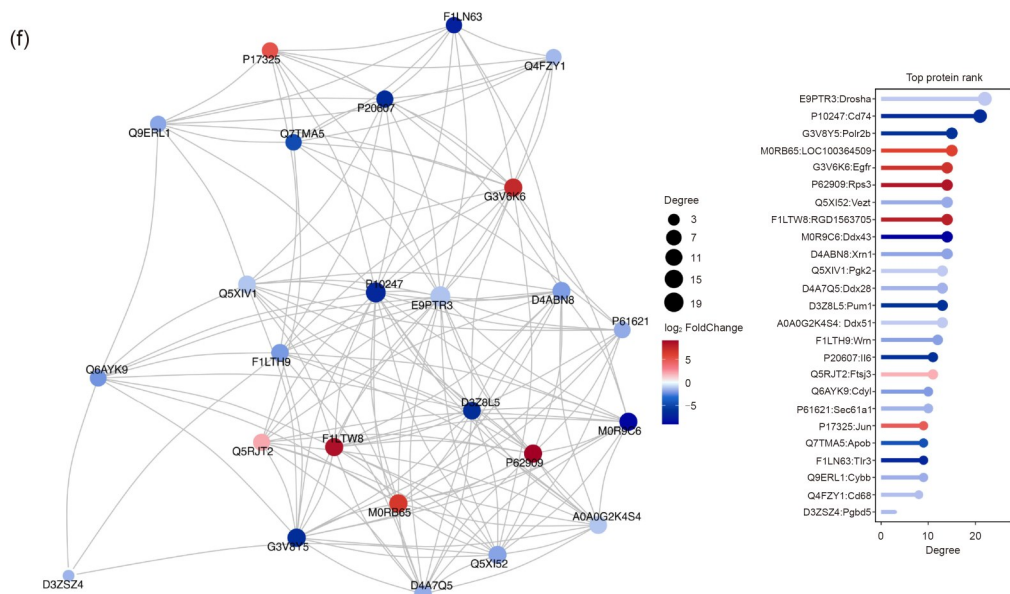 (f)
F1LN63
P17325
Q4FZY1
P20607
Q9ERL1
Q7TMA5
G3V6K6
Q5XIV1
P10247
E9PTR3
D4ABN8
P61621
F1LTH9
Q6AYK9
D3Z8L5
M0R9C6
Q5RJT2
F1LTW8
P62909
M0RB65
A0A0G2K4S4
G3V8Y5
Q5XI52
D3ZSZ4
D4A7Q5
Degree
3
7
11
15
19
log₂ FoldChange
5
0
−5
Top protein rank
E9PTR3:Drosha
P10247:Cd74
G3V8Y5:Polr2b
M0RB65:LOC100364509
G3V6K6:Egfr
P62909:Rps3
Q5XI52:Vezt
F1LTW8:RGD1563705
M0R9C6:Ddx43
D4ABN8:Xrn1
Q5XIV1:Pgk2
D4A7Q5:Ddx28
D3Z8L5:Pum1
A0A0G2K4S4: Ddx51
F1LTH9:Wrn
P20607:Il6
Q5RJT2:Ftsj3
Q6AYK9:Cdyl
P61621:Sec61a1
P17325:Jun
Q7TMA5:Apob
F1LN63:Tlr3
Q9ERL1:Cybb
Q4FZY1:Cd68
D3ZSZ4:Pgbd5
0 10 20
Degree